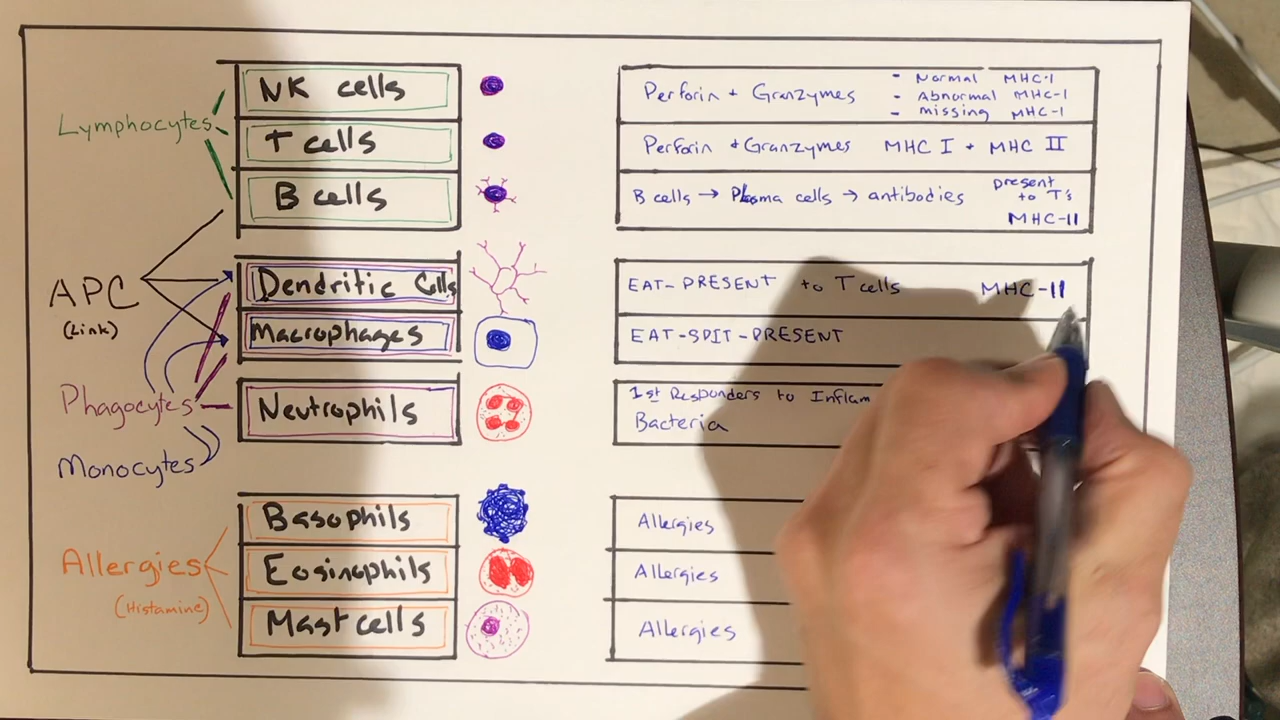 Lymphocytes
NK cells
T cells
B cells
Perforin + Granzymes
- Normal MHC-1
- Abnormal MHC-1
- missing MHC-1
Perforin + Granzymes MHC I + MHC II
B cells → Plasma cells → antibodies
present
to T's
MHC-II
APC
(Link)
Dendritic Cells
Macrophages
EAT-PRESENT to T cells MHC-II
EAT-SPIT-PRESENT
Phagocytes
Monocytes
Neutrophils
1st Responders to Inflam
Bacteria
Allergies
(Histamine)
Basophils
Eosinophils
Mast cells
Allergies
Allergies
Allergies